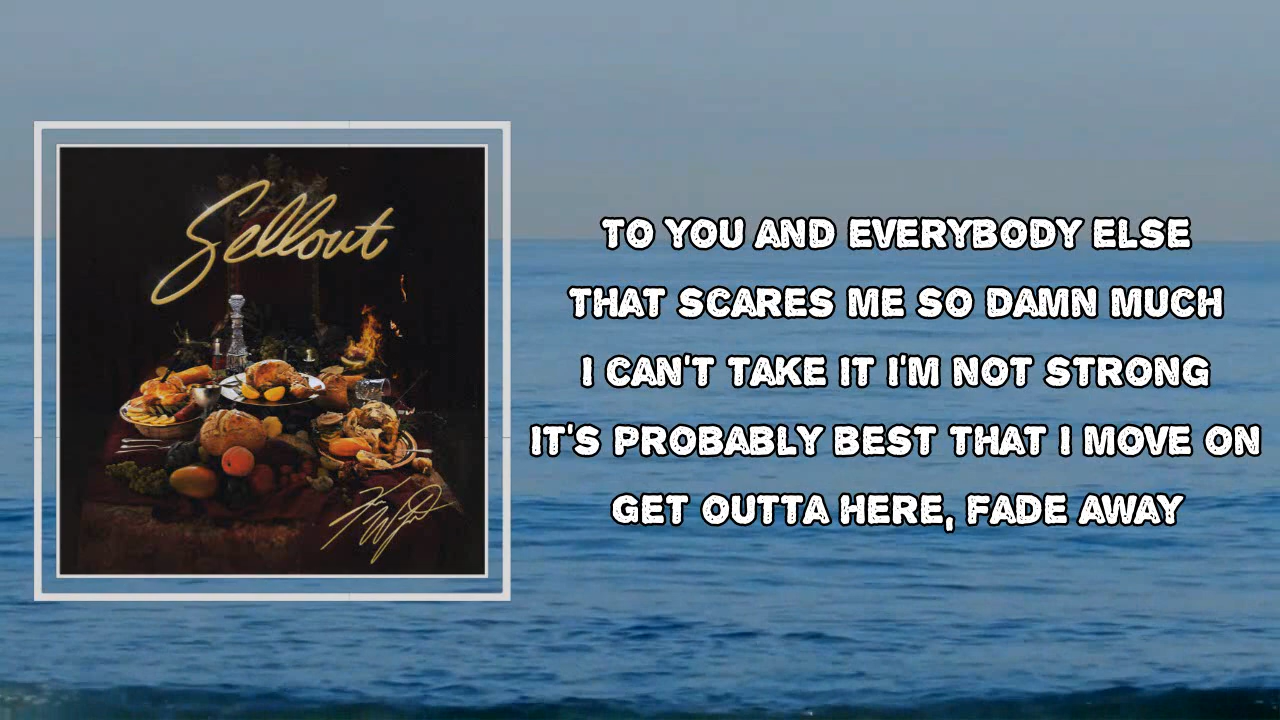 Sellout
TO YOU AND EVERYBODY ELSE
THAT SCARES ME SO DAMN MUCH
I CAN'T TAKE IT I'M NOT STRONG
IT'S PROBABLY BEST THAT I MOVE ON
GET OUTTA HERE, FADE AWAY